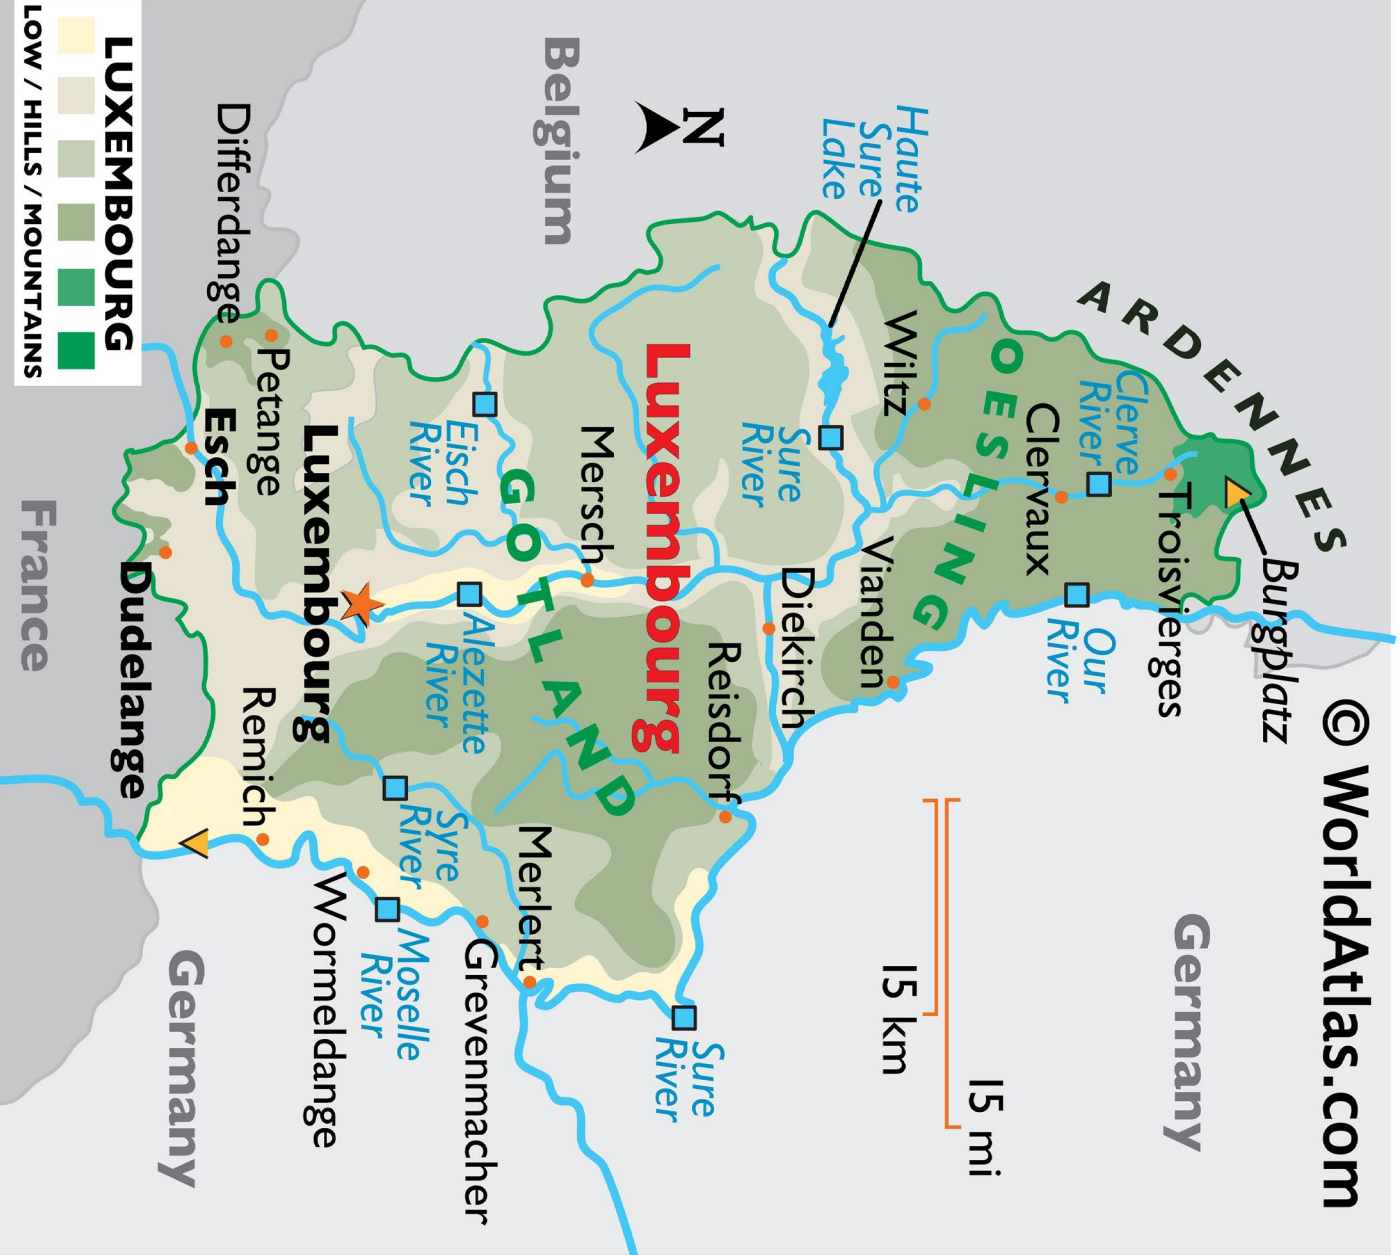 © WorldAtlas.com
ARDENNES
Burgplatz
Troisvierges
Clerve
River
Our
River
Clervaux
OESLING
Haute
Sure
Lake
Wiltz
Vianden
15 mi
15 km
Germany
Sure
River
Diekirch
Reisdorf
N
Luxembourg
Sure
River
Belgium
Mersch
GOTLAND
Merlert
Eisch
River
Alezette
River
Syre
River
Grevenmacher
Moselle
River
Luxembourg
Wormeldange
Petange
Remich
Differdange
Esch
Germany
Dudelange
France
LUXEMBOURG
LOW / HILLS / MOUNTAINS